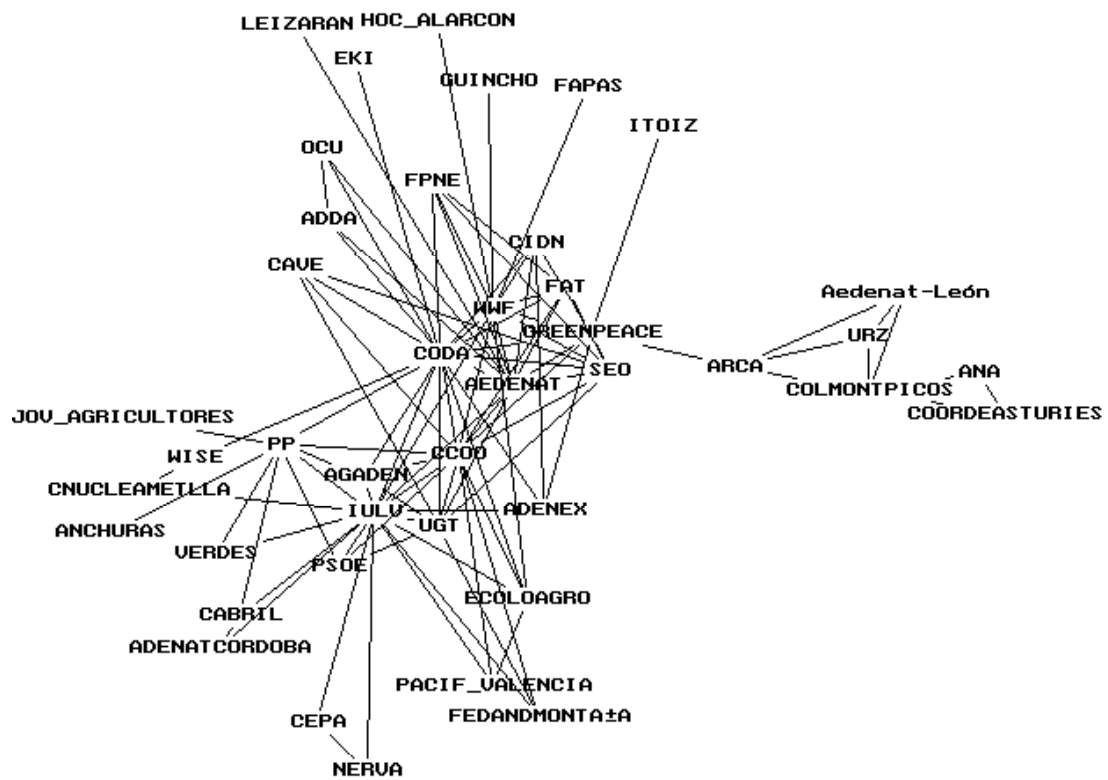 LEIZARAN
HOC_ALARCON
EKI
GUINCHO
FAPAS
ITOIZ
OCU
FPNE
ADDA
CIDN
CAVE
FAT
Aedenat-León
WWF
GREENPEACE
URZ
CODA
SEO
ARCA
AEDENAT
COLMONTPICOS
ANA
COORDEASTURIES
JOV_AGRICULTORES
PP
CCOO
WISE
AGADEN
CNUCLEAMETLLA
IULV
ADENEX
ANCHURAS
UGT
VERDES
PSOE
ECOLOAGRO
CABRIL
ADENATCORDOBA
PACIF_VALENCIA
FEDANDMONTA±A
CEPA
NERVA